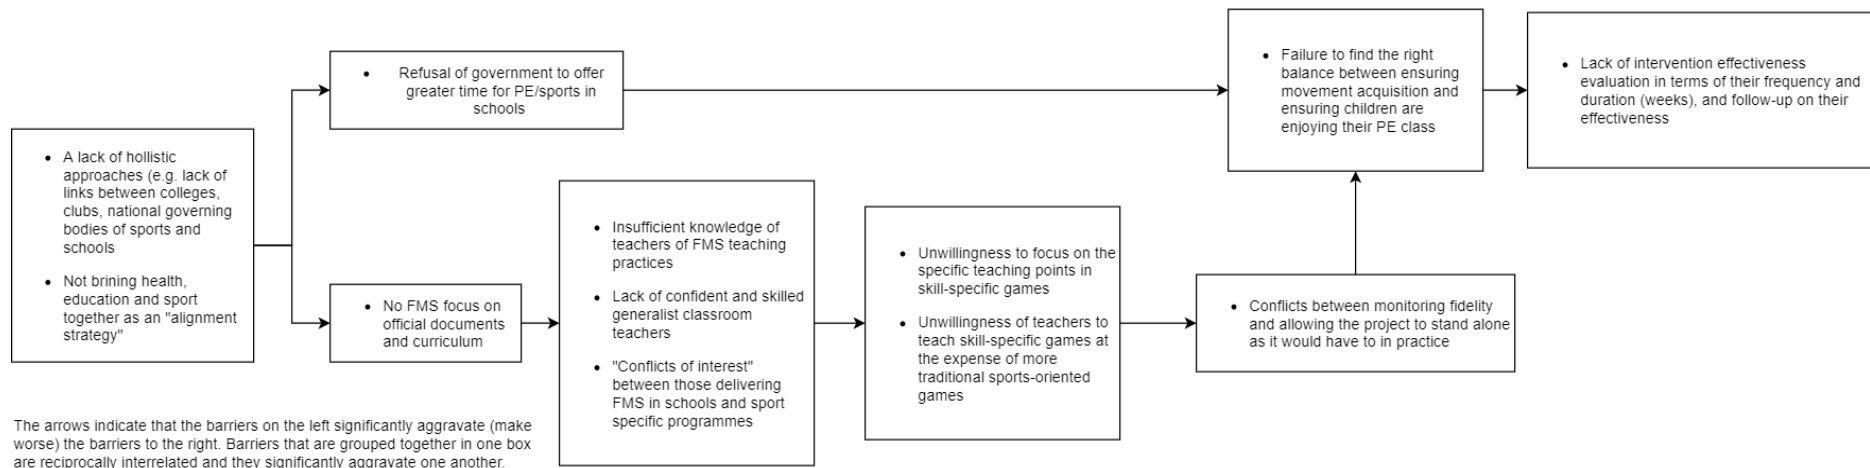 • A lack of hollistic
approaches (e.g. lack of
links between colleges,
clubs, national governing
bodies of sports and
schools
• Not brining health,
education and sport
together as an "alignment
strategy"
• Refusal of government to offer
greater time for PE/sports in
schools
• No FMS focus on
official documents
and curriculum
• Insufficient knowledge of
teachers of FMS teaching
practices
• Lack of confident and skilled
generalist classroom
teachers
• "Conflicts of interest"
between those delivering
FMS in schools and sport
specific programmes
• Unwillingness to focus on the
specific teaching points in
skill-specific games
• Unwillingness of teachers to
teach skill-specific games at
the expense of more
traditional sports-oriented
games
• Conflicts between monitoring fidelity
and allowing the project to stand alone
as it would have to in practice
• Failure to find the right
balance between ensuring
movement acquisition and
ensuring children are
enjoying their PE class
• Lack of intervention effectiveness
evaluation in terms of their frequency and
duration (weeks), and follow-up on their
effectiveness
The arrows indicate that the barriers on the left significantly aggravate (make
worse) the barriers to the right. Barriers that are grouped together in one box
are reciprocally interrelated and they significantly aggravate one another.